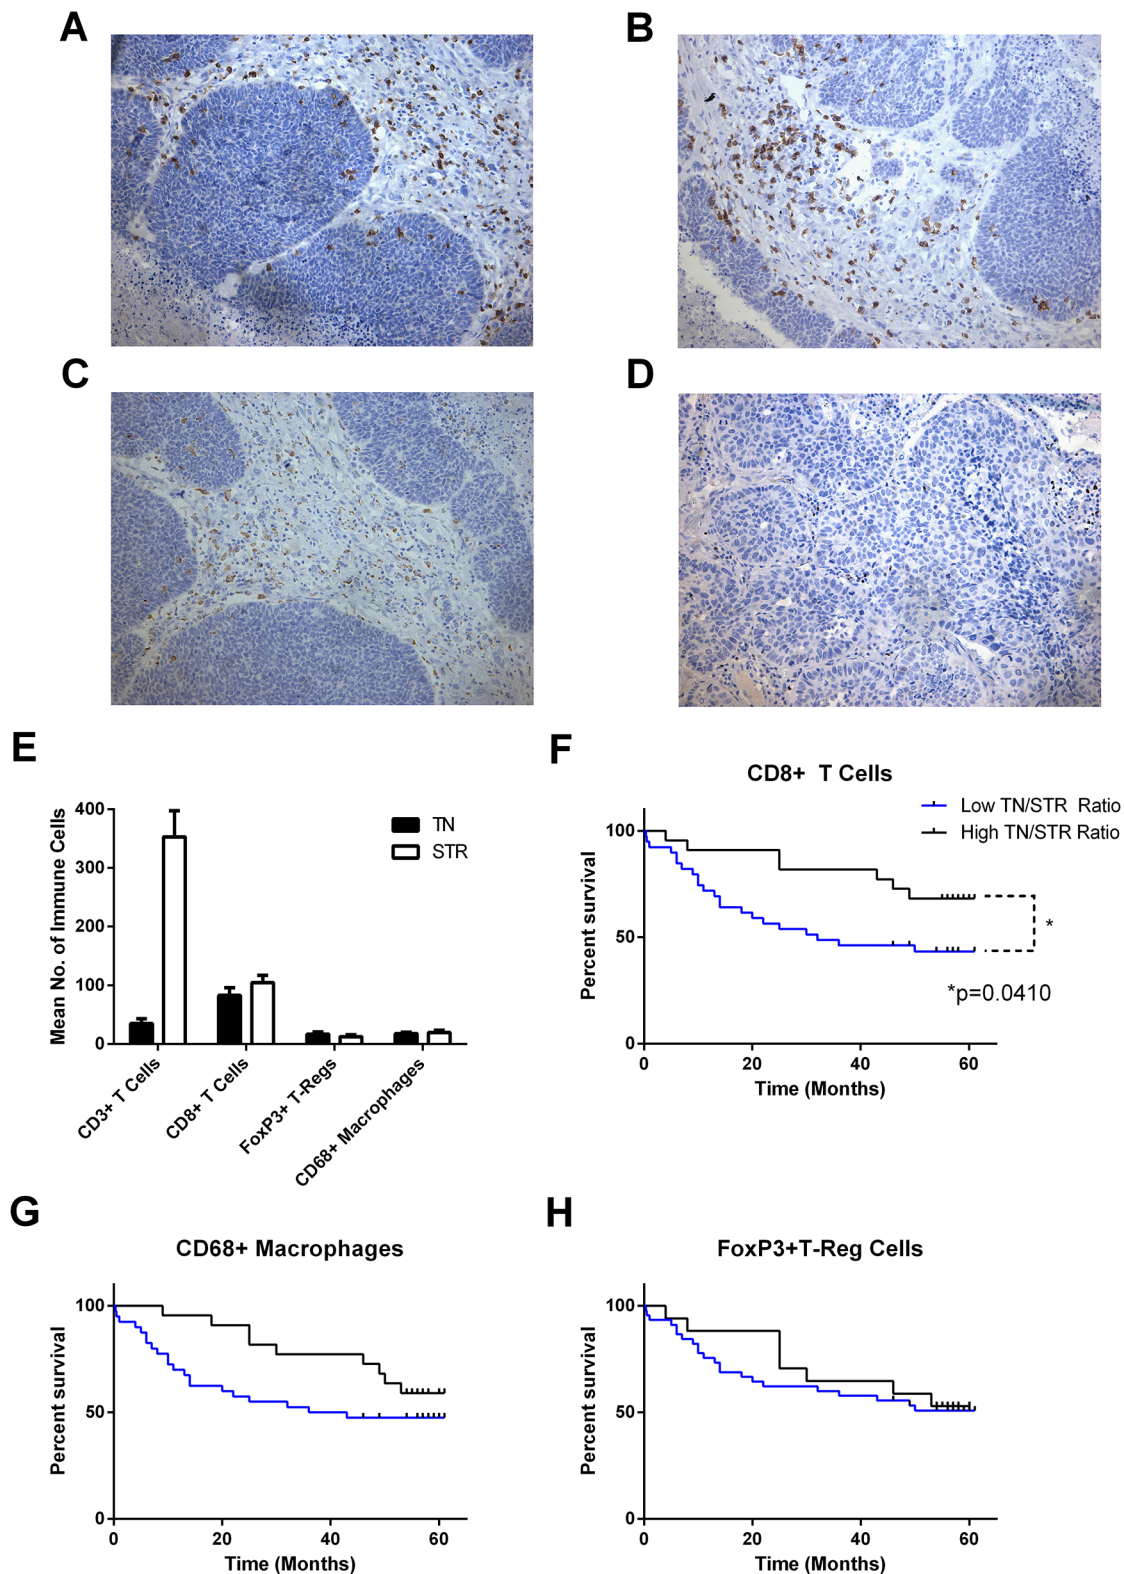 A
B
C
D
E
Mean No. of Immune Cells
400
300
200
100
0
TN
STR
CD3+ T Cells
CD8+ T Cells
FoxP3+ T-Regs
CD68+ Macrophages
F
CD8+ T Cells
Low TN/STR Ratio
High TN/STR Ratio
Percent survival
100
50
0
*
*p=0.0410
0 20 40 60
Time (Months)
G
CD68+ Macrophages
Percent survival
100
50
0
0 20 40 60
Time (Months)
H
FoxP3+T-Reg Cells
Percent survival
100
50
0
0 20 40 60
Time (Months)